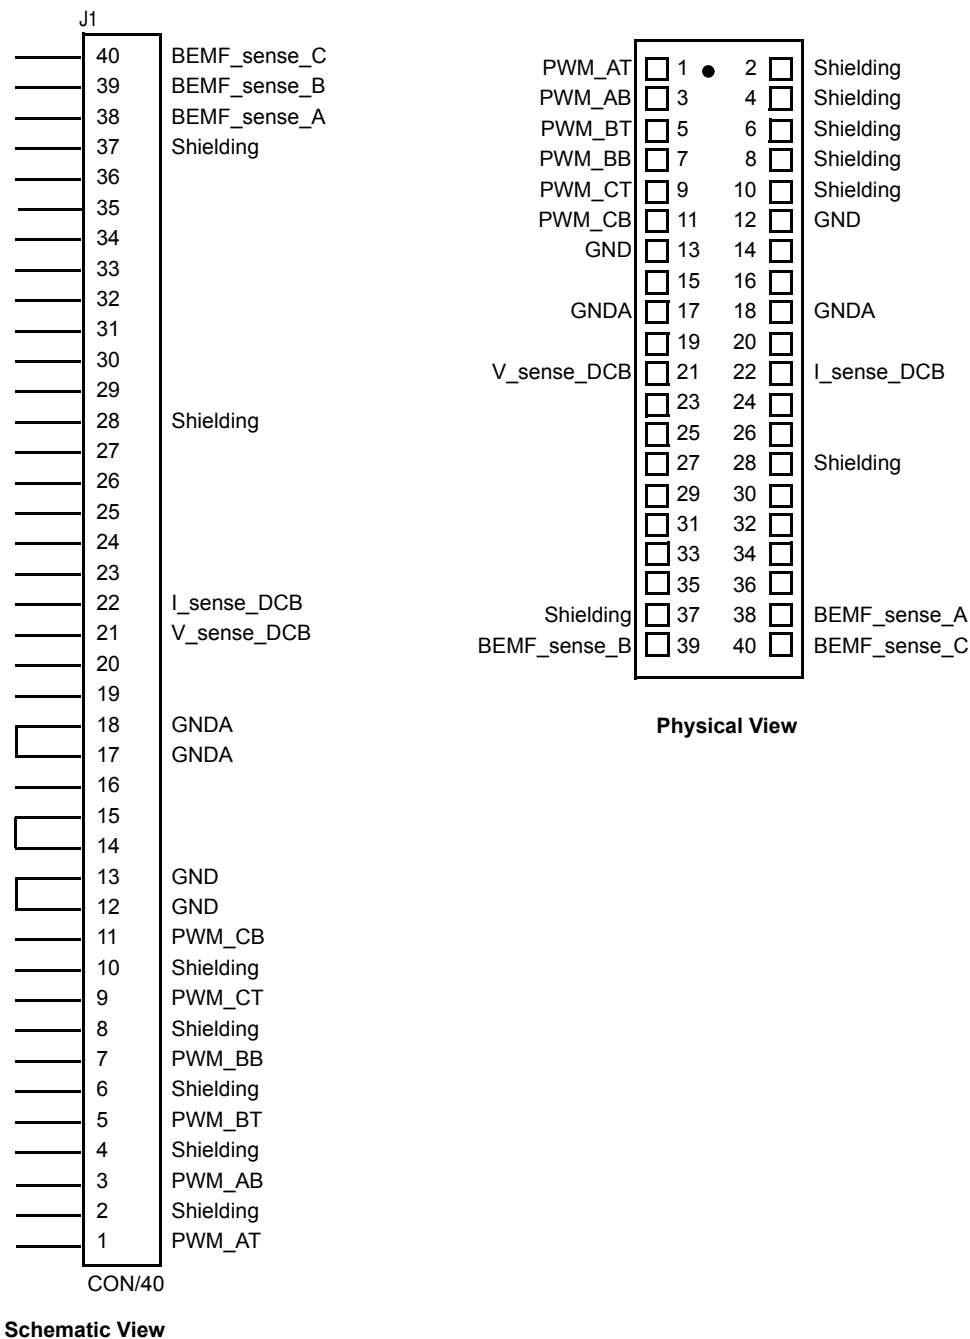 J1
40 BEMF_sense_C
39 BEMF_sense_B
38 BEMF_sense_A
37 Shielding
36
35
34
33
32
31
30
29
28 Shielding
27
26
25
24
23
22 I_sense_DCB
21 V_sense_DCB
20
19
18 GNDA
17 GNDA
16
15
14
13 GND
12 GND
11 PWM_CB
10 Shielding
9 PWM_CT
8 Shielding
7 PWM_BB
6 Shielding
5 PWM_BT
4 Shielding
3 PWM_AB
2 Shielding
1 PWM_AT
CON/40
Schematic View
PWM_AT 1 2 Shielding
PWM_AB 3 4 Shielding
PWM_BT 5 6 Shielding
PWM_BB 7 8 Shielding
PWM_CT 9 10 Shielding
PWM_CB 11 12 GND
GND 13 14
15 16
GNDA 17 18 GNDA
19 20
V_sense_DCB 21 22 I_sense_DCB
23 24
25 26
27 28 Shielding
29 30
31 32
33 34
35 36
Shielding 37 38 BEMF_sense_A
BEMF_sense_B 39 40 BEMF_sense_C
Physical View